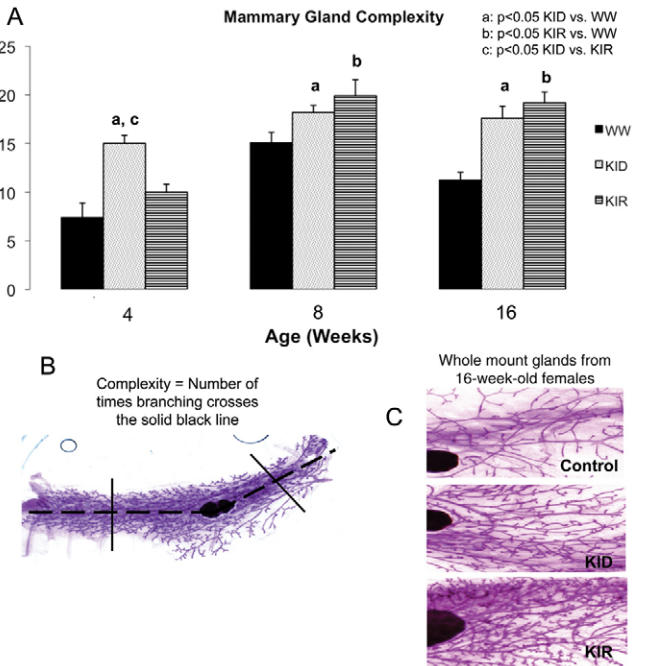 A
Mammary Gland Complexity
a: p<0.05 KID vs. WW
b: p<0.05 KIR vs. WW
c: p<0.05 KID vs. KIR
25
20
15
10
5
0
a, c
a
b
a
b
WW
KID
KIR
4
8
16
Age (Weeks)
B
Complexity = Number of
times branching crosses
the solid black line
C
Whole mount glands from
16-week-old females
Control
KID
KIR